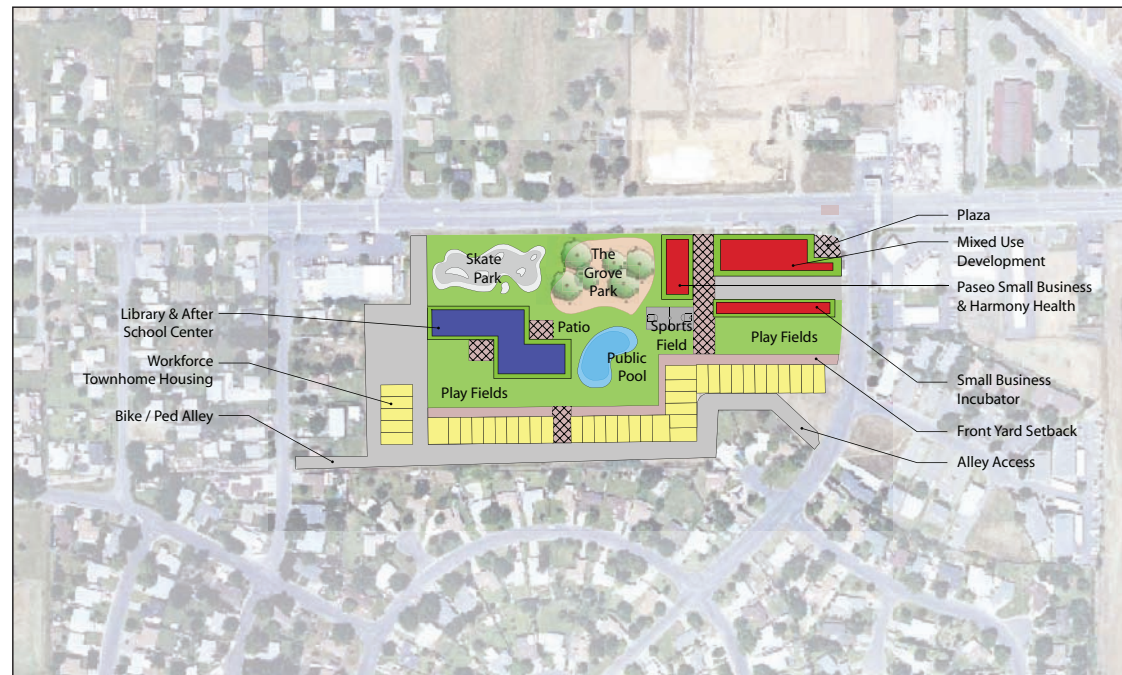 Skate
Park
The
Grove
Park
Plaza
Mixed Use
Development
Paseo Small Business
& Harmony Health
Library & After
School Center
Patio
Sports
Field
Play Fields
Workforce
Townhome Housing
Public
Pool
Play Fields
Small Business
Incubator
Bike / Ped Alley
Front Yard Setback
Alley Access